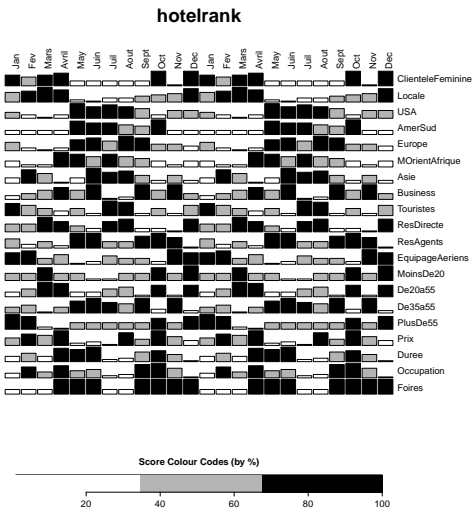 hotelrank
Jan Fev Mars Avril May Juin Juil Aout Sept Oct Nov Dec Jan Fev Mars Avril May Juin Juil Aout Sept Oct Nov Dec
ClienteleFeminine
Locale
USA
AmerSud
Europe
MOrientAfrique
Asie
Business
Touristes
ResDirecte
ResAgents
EquipageAeriens
MoinsDe20
De20a55
De35a55
PlusDe55
Prix
Duree
Occupation
Foires
Score Colour Codes (by %)
20 40 60 80 100